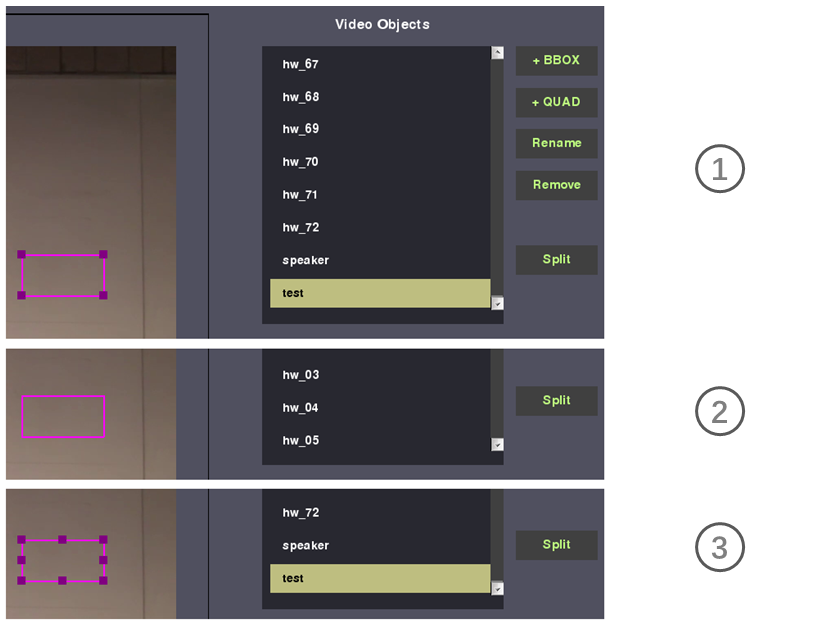 Video Objects
hw_67
+ BBOX
hw_68
+ QUAD
hw_69
Rename
hw_70
Remove
hw_71
hw_72
speaker
Split
test
1
hw_03
hw_04
Split
hw_05
2
hw_72
speaker
Split
test
3